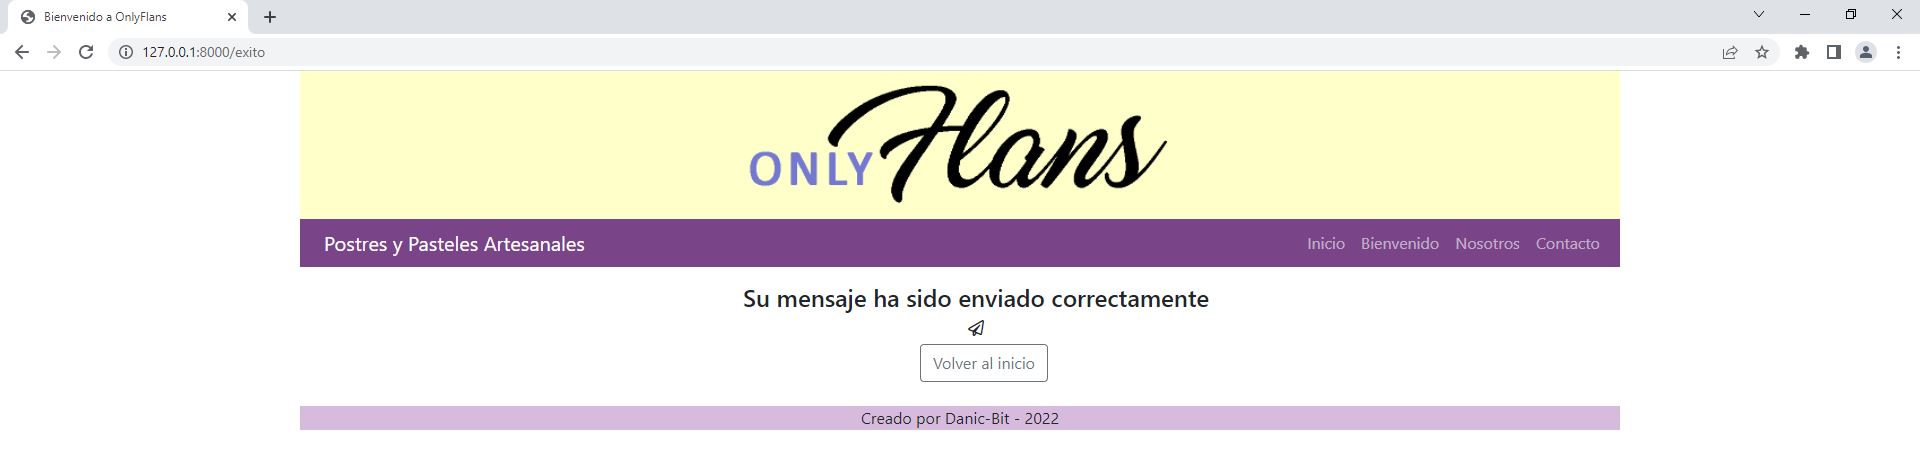 Bienvenido a OnlyFlans
127.0.0.1:8000/exito
ONLY Flans
Postres y Pasteles Artesanales
Inicio Bienvenido Nosotros Contacto
Su mensaje ha sido enviado correctamente
Volver al inicio
Creado por Danic-Bit - 2022